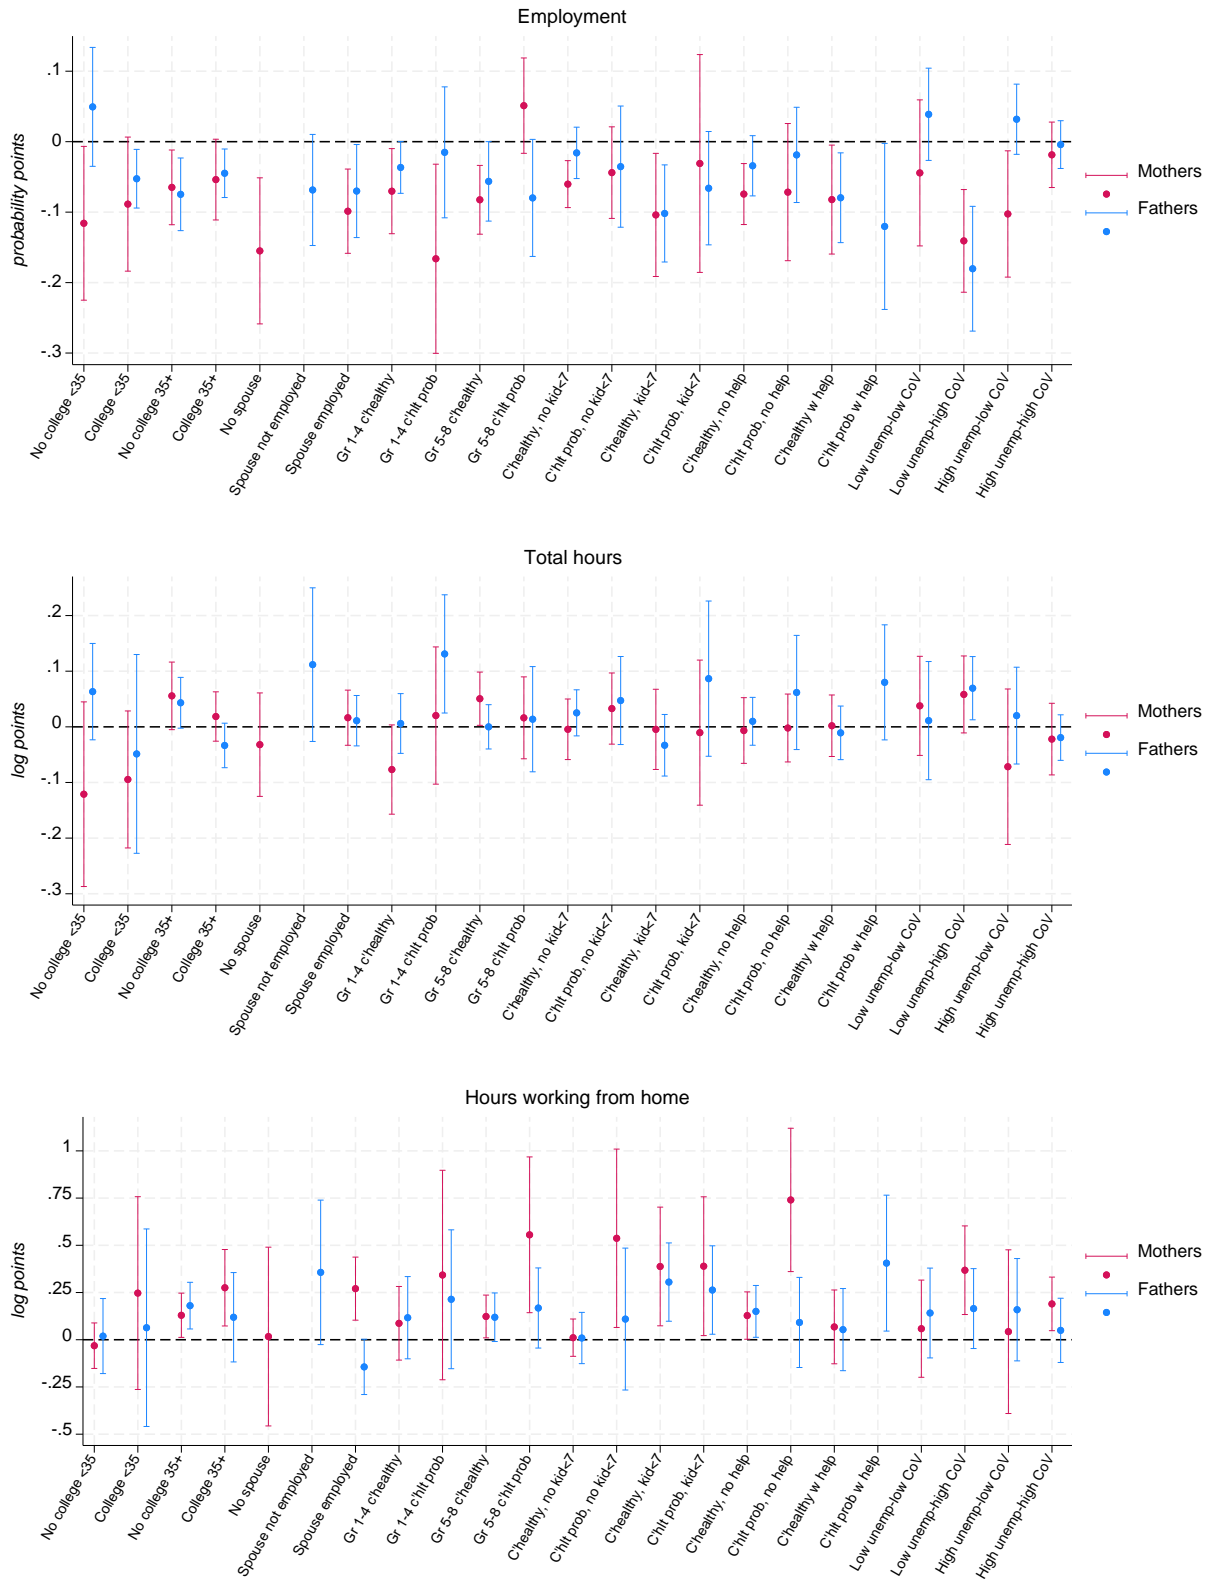 Employment
probability points
.1
0
-.1
-.2
-.3
No college <35
College <35
No college 35+
College 35+
No spouse
Spouse not employed
Spouse employed
Gr 1-4 c'healthy
Gr 1-4 c'hlt prob
Gr 5-8 c'healthy
Gr 5-8 c'hlt prob
C'healthy, no kid<7
C'hlt prob, no kid<7
C'healthy, kid<7
C'hlt prob, kid<7
C'healthy, no help
C'hlt prob, no help
C'healthy w help
C'hlt prob w help
Low unemp-low CoV
Low unemp-high CoV
High unemp-low CoV
High unemp-high CoV
Mothers
Fathers
Total hours
log points
.2
.1
0
-.1
-.2
-.3
No college <35
College <35
No college 35+
College 35+
No spouse
Spouse not employed
Spouse employed
Gr 1-4 c'healthy
Gr 1-4 c'hlt prob
Gr 5-8 c'healthy
Gr 5-8 c'hlt prob
C'healthy, no kid<7
C'hlt prob, no kid<7
C'healthy, kid<7
C'hlt prob, kid<7
C'healthy, no help
C'hlt prob, no help
C'healthy w help
C'hlt prob w help
Low unemp-low CoV
Low unemp-high CoV
High unemp-low CoV
High unemp-high CoV
Mothers
Fathers
Hours working from home
log points
1
.75
.5
.25
0
-.25
-.5
No college <35
College <35
No college 35+
College 35+
No spouse
Spouse not employed
Spouse employed
Gr 1-4 c'healthy
Gr 1-4 c'hlt prob
Gr 5-8 c'healthy
Gr 5-8 c'hlt prob
C'healthy, no kid<7
C'hlt prob, no kid<7
C'healthy, kid<7
C'hlt prob, kid<7
C'healthy, no help
C'hlt prob, no help
C'healthy w help
C'hlt prob w help
Low unemp-low CoV
Low unemp-high CoV
High unemp-low CoV
High unemp-high CoV
Mothers
Fathers